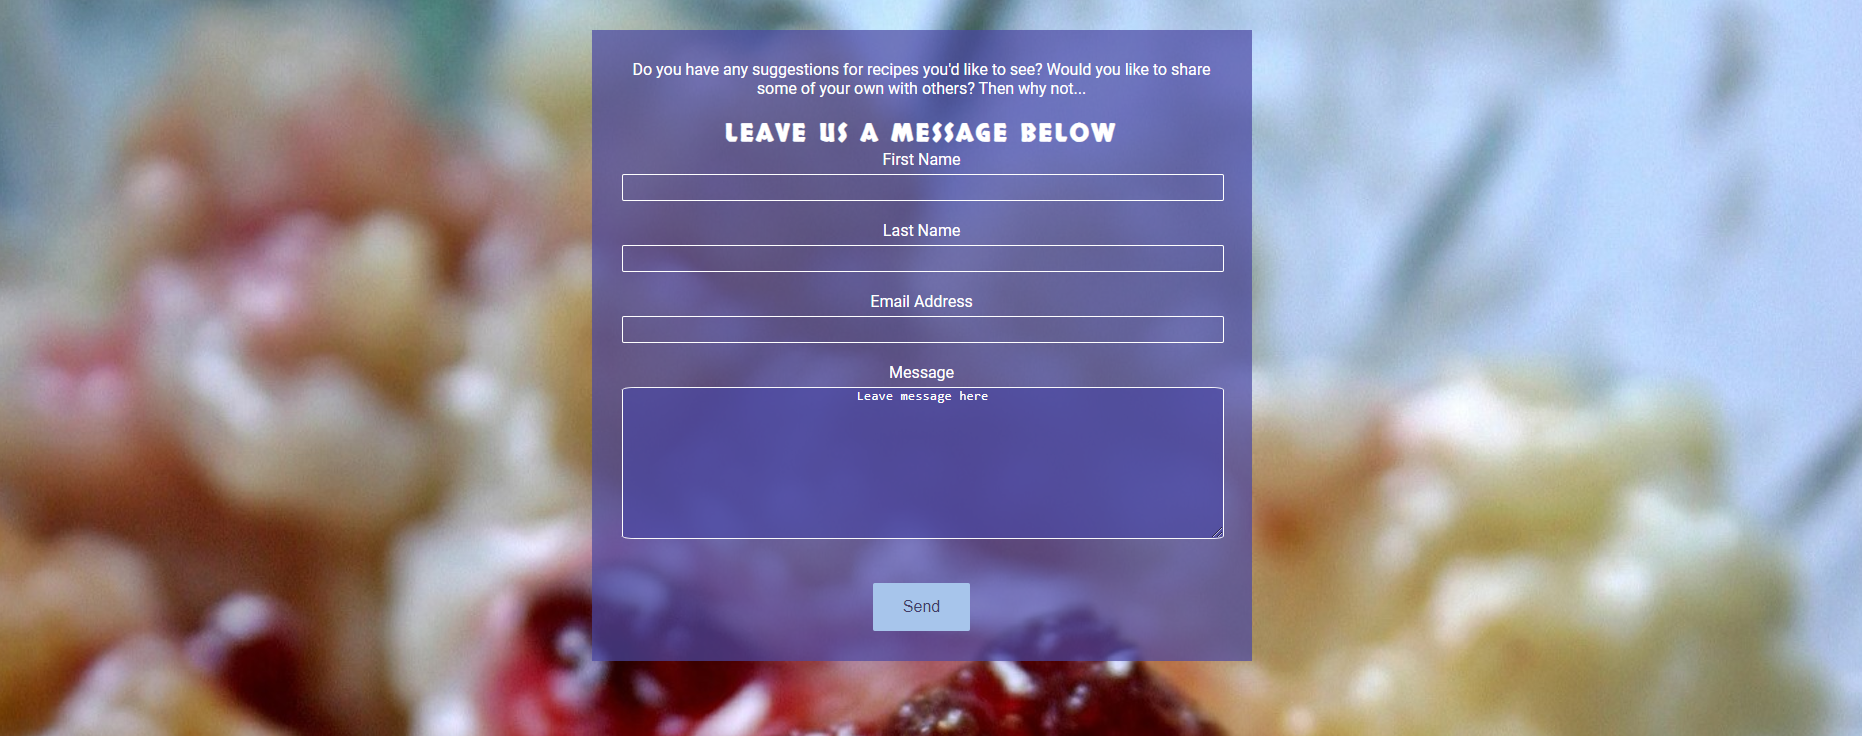 Do you have any suggestions for recipes you'd like to see? Would you like to share
some of your own with others? Then why not...
LEAVE US A MESSAGE BELOW
First Name
Last Name
Email Address
Message
Leave message here
Send